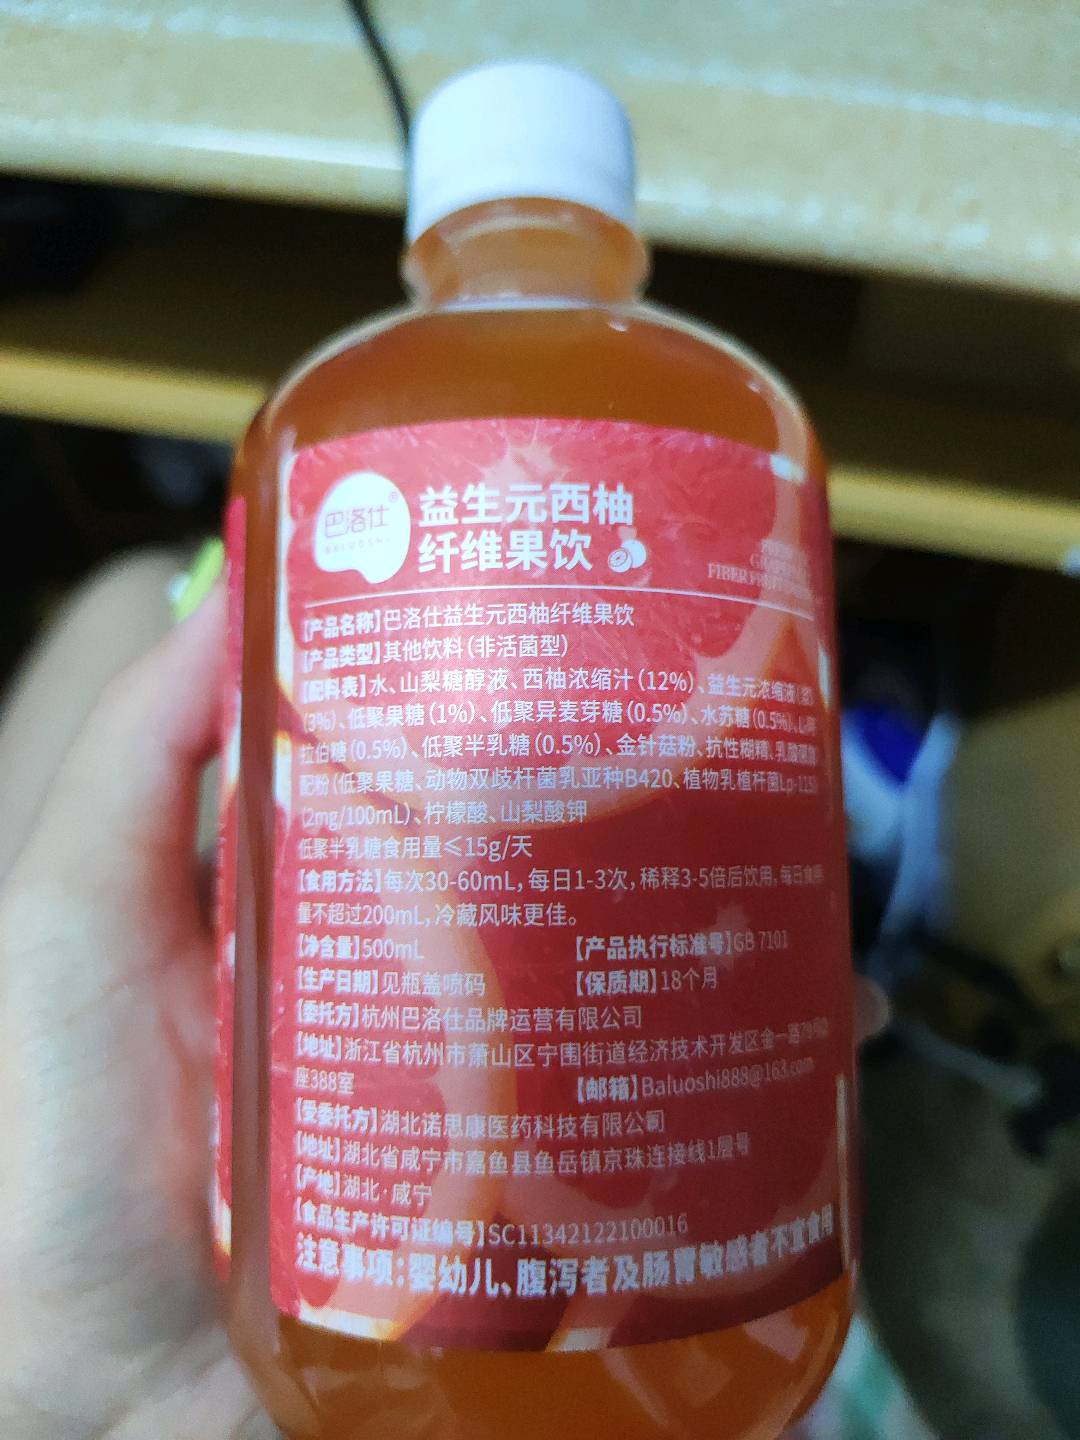 巴洛仕®
益生元西柚
纤维果饮
FIBER
【产品名称】巴洛仕益生元西柚纤维果饮
【产品类型】其他饮料(非活菌型)
【配料表】水、山梨糖醇液、西柚浓缩汁(12%)、益生元浓缩液
(3%)、低聚果糖(1%)、低聚异麦芽糖(0.5%)、水苏糖(0.5%)、
拉伯糖(0.5%)、低聚半乳糖(0.5%)、金针菇粉、抗性糊精、乳酸菌
配粉(低聚果糖、动物双歧杆菌乳亚种B420、植物乳植杆菌Lp-115)
(2mg/100mL)、柠檬酸、山梨酸钾
低聚半乳糖食用量≤15g/天
【食用方法】每次30-60mL,每日1-3次,稀释3-5倍后饮用,每日食用
量不超过200mL,冷藏风味更佳。
【净含量】500mL 【产品执行标准号】GB 7101
【生产日期】见瓶盖喷码 【保质期】18个月
【委托方】杭州巴洛仕品牌运营有限公司
【地址】浙江省杭州市萧山区宁围街道经济技术开发区金一路
座388室 【邮箱】Baluoshi888@163.com
【受委托方】湖北诺思康医药科技有限公司
【地址】湖北省咸宁市嘉鱼县鱼岳镇京珠连接线1层号
【产地】湖北·咸宁
【食品生产许可证编号】SC11342122100016
注意事项:婴幼儿、腹泻者及肠胃敏感者不宜食用